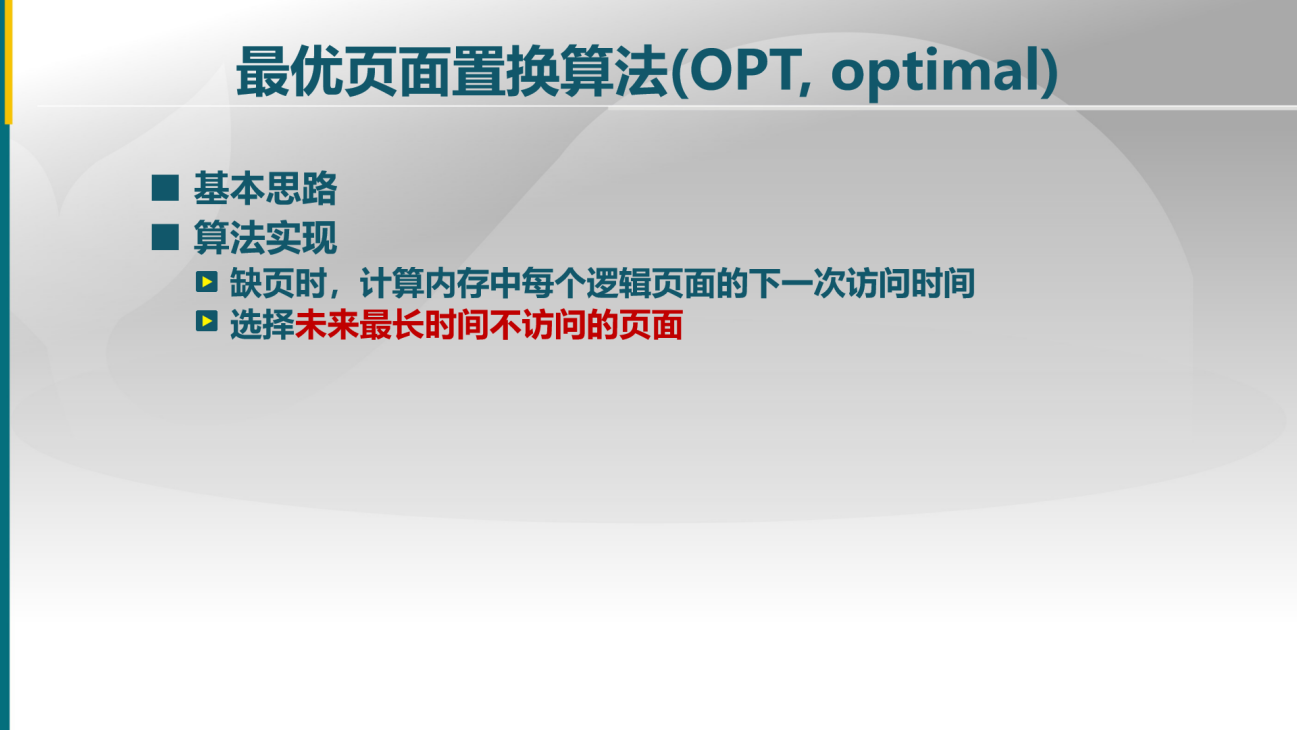 最优页面置换算法(OPT, optimal)
基本思路
算法实现
缺页时，计算内存中每个逻辑页面的下一次访问时间
选择未来最长时间不访问的页面